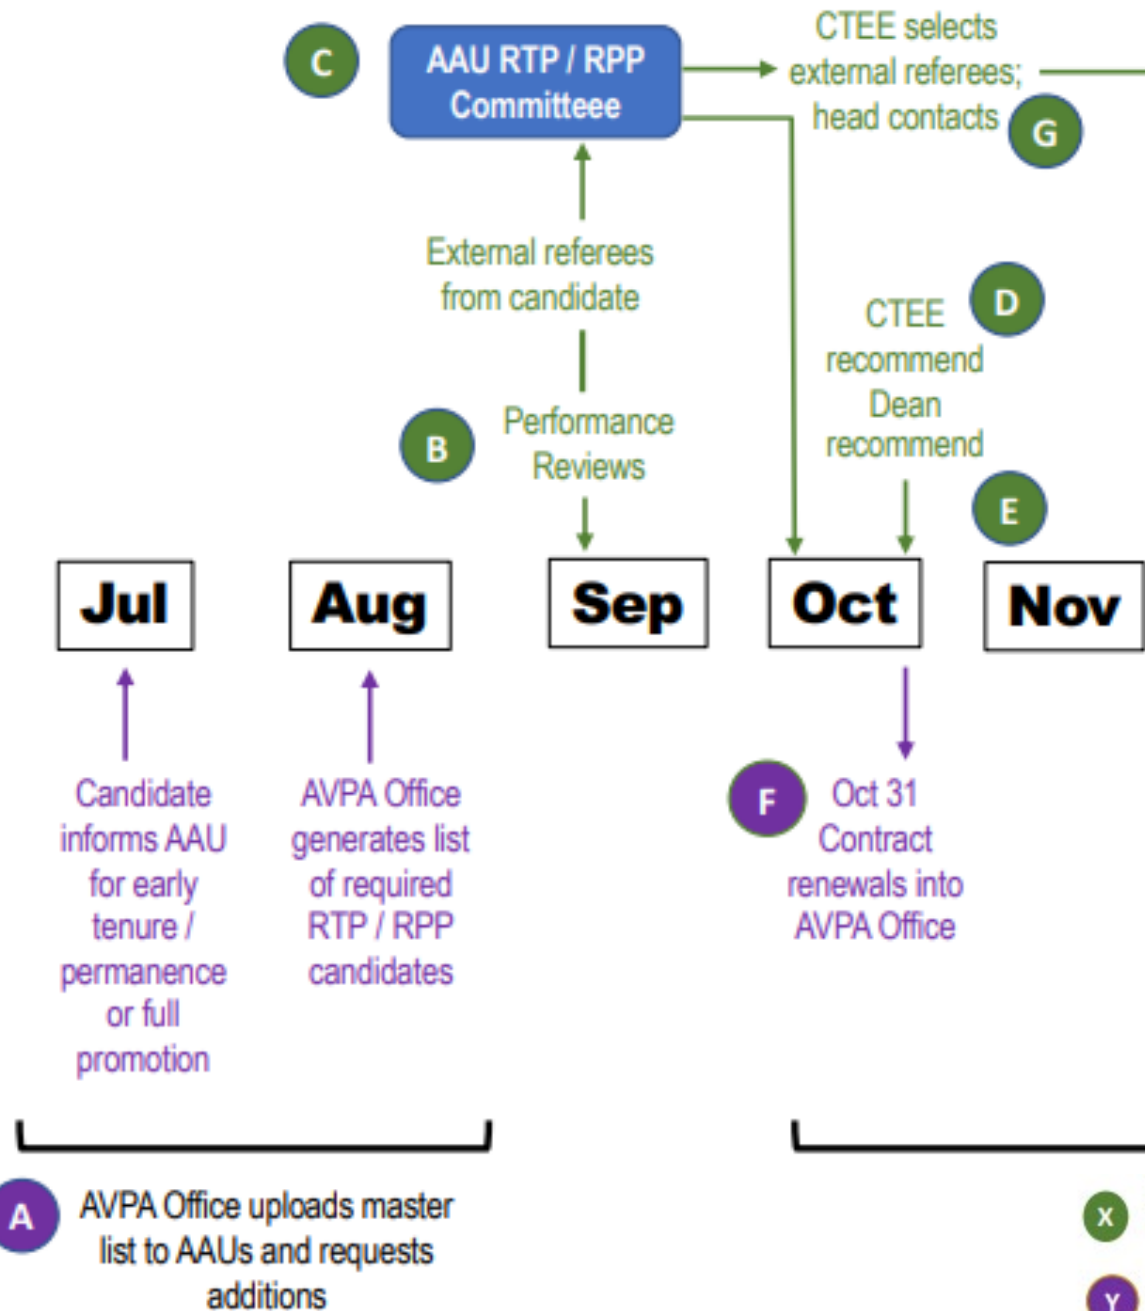 C
AAU RTP / RPP
Committeee
CTEE selects
external referees;
head contacts
G
External referees
from candidate
D
CTEE
recommend
Dean
recommend
B
Performance
Reviews
E
Jul
Aug
Sep
Oct
Nov
Candidate
informs AAU
for early
tenure /
permanence
or full
promotion
AVPA Office
generates list
of required
RTP / RPP
candidates
F
Oct 31
Contract
renewals into
AVPA Office
A
AVPA Office uploads master
list to AAUs and requests
additions
X
Y